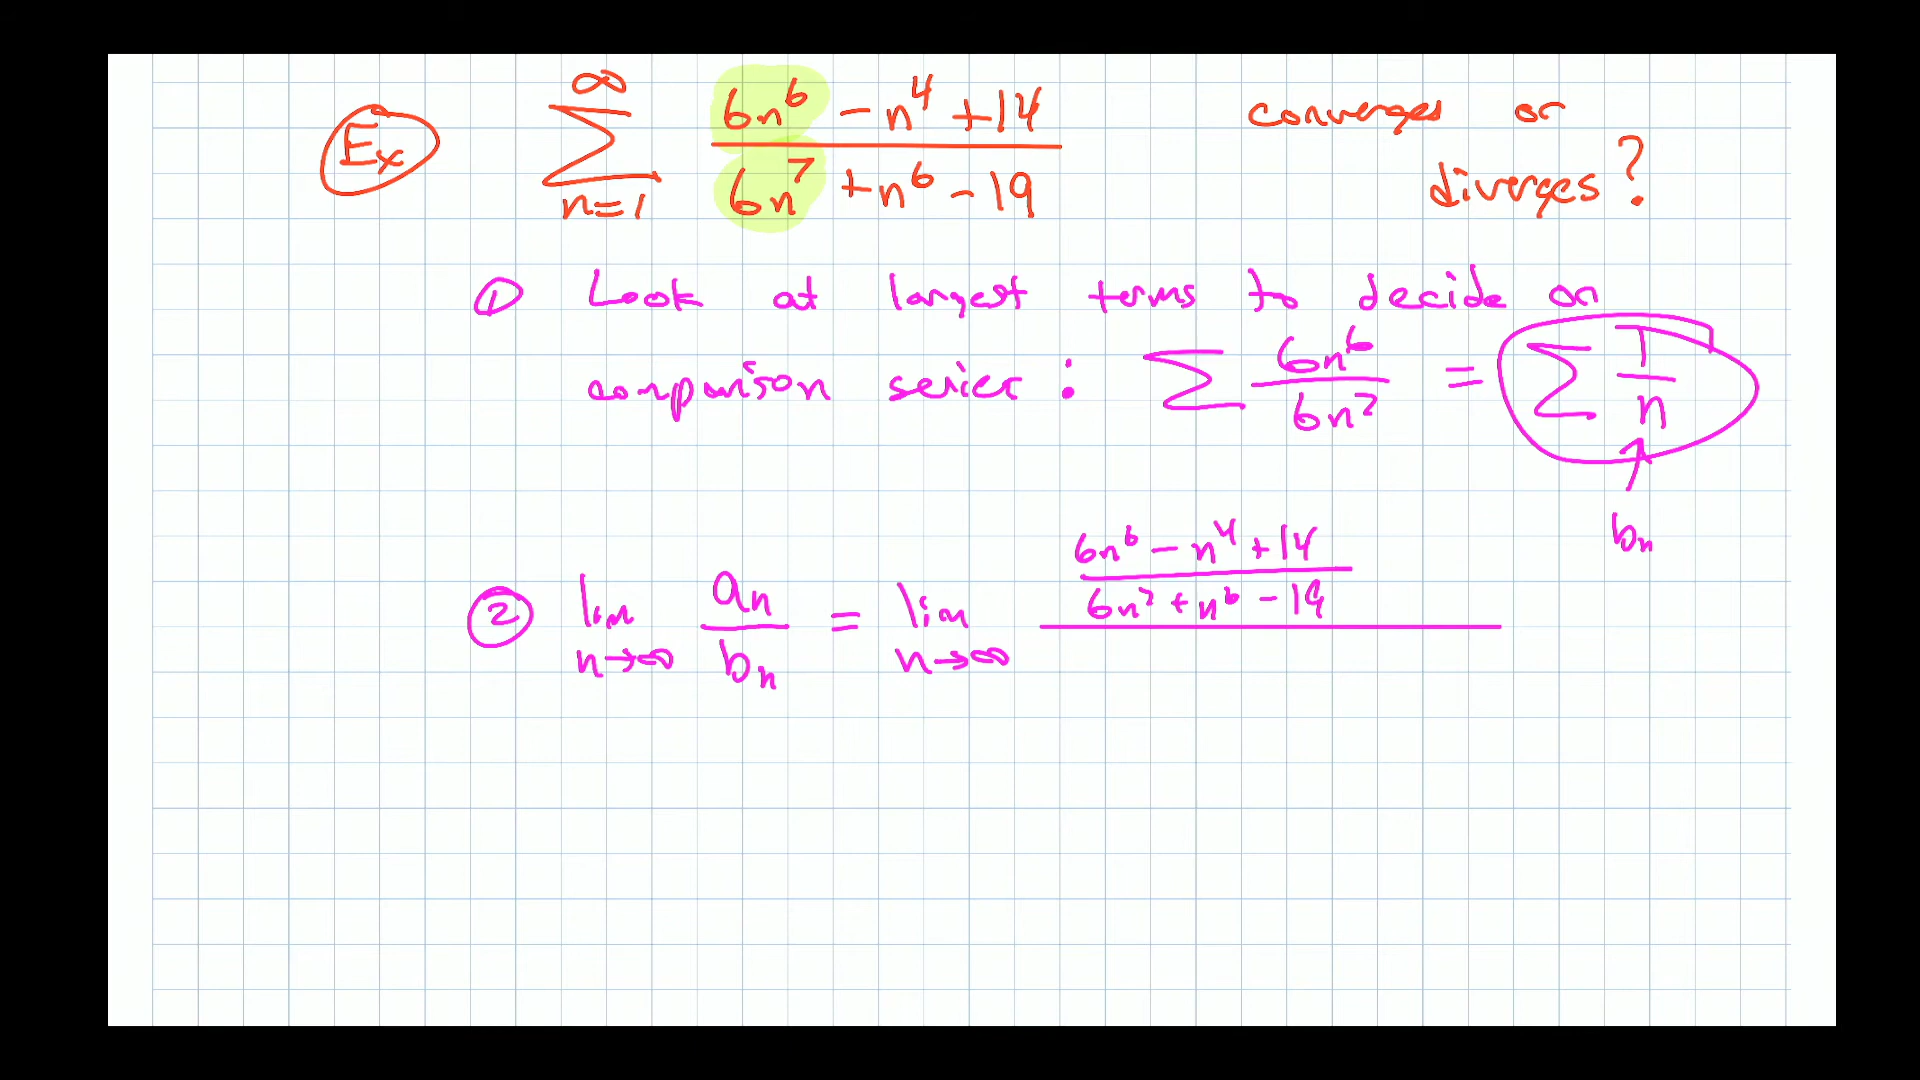 Ex ∑_{n=1}^{∞} (6n^6 - n^4 + 14)/(6n^7 + n^6 - 19) converges or
diverges?
① Look at largest terms to decide on
comparison series: ∑ 6n^6/6n^7 = ∑ 1/n
b_n
② lim_{n→∞} a_n/b_n = lim_{n→∞} (6n^6 - n^4 + 14)/(6n^7 + n^6 - 19)